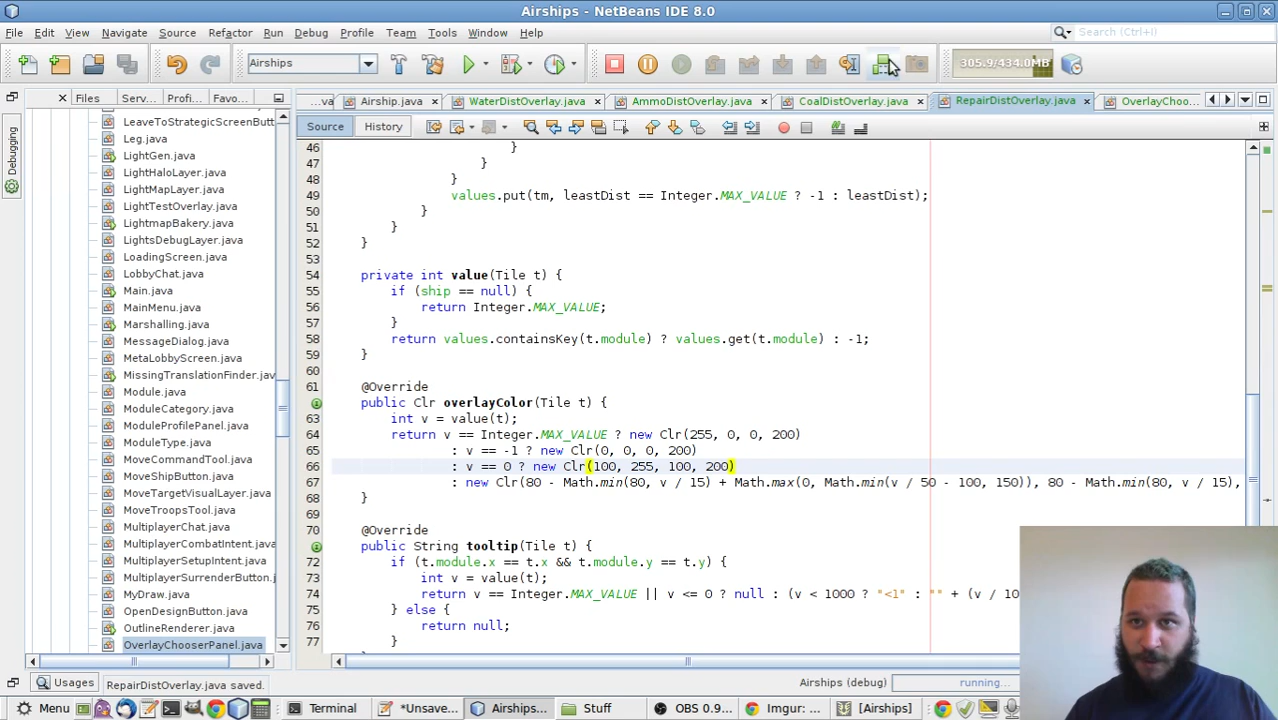 Airships - NetBeans IDE 8.0
File Edit View Navigate Source Refactor Run Debug Profile Team Tools Window Help
Search (Ctrl+I)
Airships
305.9/434.0MB
Files Serv... Profi... Favo...
...va Airship.java WaterDistOverlay.java AmmoDistOverlay.java CoalDistOverlay.java RepairDistOverlay.java OverlayChoo...
Source History
Debugging
LeaveToStrategicScreenButt
Leg.java
LightGen.java
LightHaloLayer.java
LightMapLayer.java
LightTestOverlay.java
LightmapBakery.java
LightsDebugLayer.java
LoadingScreen.java
LobbyChat.java
Main.java
MainMenu.java
Marshalling.java
MessageDialog.java
MetaLobbyScreen.java
MissingTranslationFinder.jav
Module.java
ModuleCategory.java
ModuleProfilePanel.java
ModuleType.java
MoveCommandTool.java
MoveShipButton.java
MoveTargetVisualLayer.java
MoveTroopsTool.java
MultiplayerChat.java
MultiplayerCombatIntent.java
MultiplayerSetupIntent.java
MultiplayerSurrenderButton.j
MyDraw.java
OpenDesignButton.java
OutlineRenderer.java
OverlayChooserPanel.java
46 }
47 }
48 }
49 values.put(tm, leastDist == Integer.MAX_VALUE ? -1 : leastDist);
50 }
51 }
52 }
53
54 private int value(Tile t) {
55 if (ship == null) {
56 return Integer.MAX_VALUE;
57 }
58 return values.containsKey(t.module) ? values.get(t.module) : -1;
59 }
60
61 @Override
public Clr overlayColor(Tile t) {
63 int v = value(t);
64 return v == Integer.MAX_VALUE ? new Clr(255, 0, 0, 200)
65 : v == -1 ? new Clr(0, 0, 0, 200)
66 : v == 0 ? new Clr(100, 255, 100, 200)
67 : new Clr(80 - Math.min(80, v / 15) + Math.max(0, Math.min(v / 50 - 100, 150)), 80 - Math.min(80, v / 15),
68 }
69
70 @Override
public String tooltip(Tile t) {
72 if (t.module.x == t.x && t.module.y == t.y) {
73 int v = value(t);
74 return v == Integer.MAX_VALUE || v <= 0 ? null : (v < 1000 ? "<1" : "" + (v / 10
75 } else {
76 return null;
77 }
Usages RepairDistOverlay.java saved. Airships (debug) running...
Menu Terminal *Unsave... Airships... Stuff OBS 0.9... Imgur: ... [Airships]